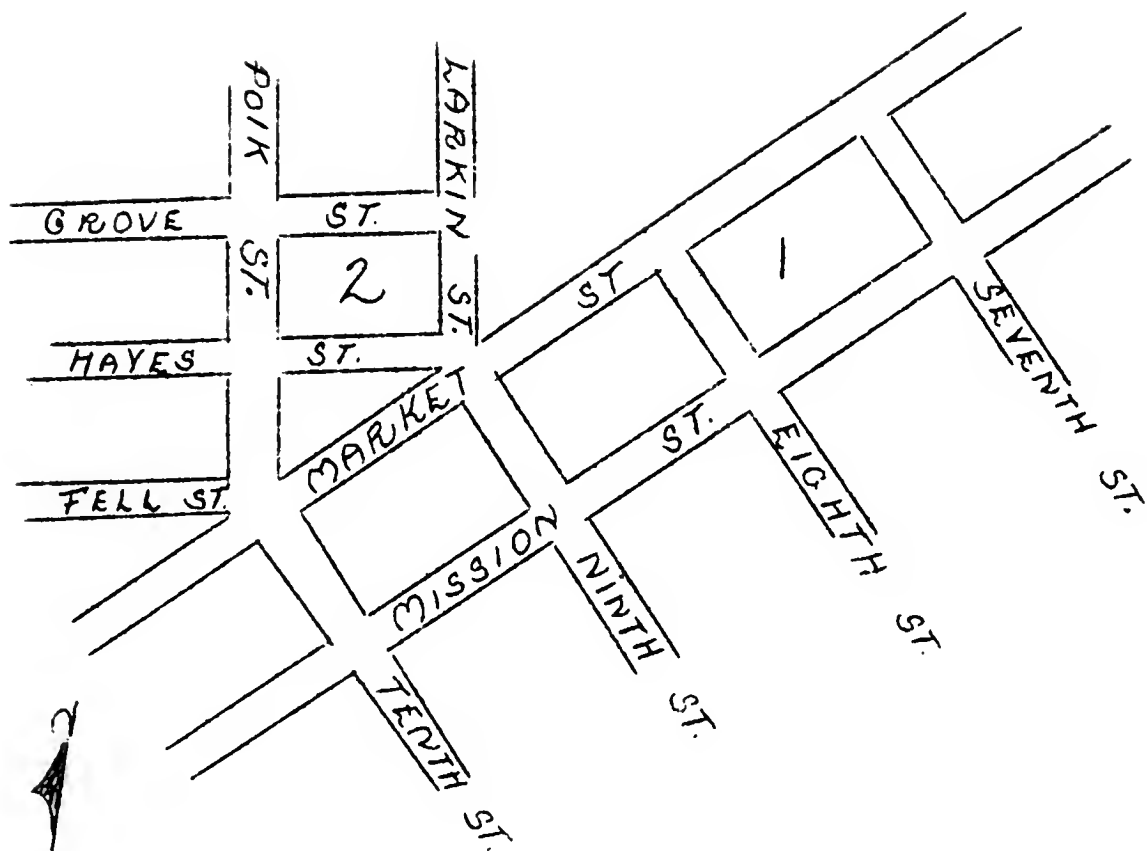 POLK ST.
LARKIN ST.
GROVE ST.
2
1
ST
HAYES ST.
MARKET
ST.
SEVENTH ST.
FELL ST.
MISSION
EIGHTH ST.
NINTH ST.
TENTH ST.
N